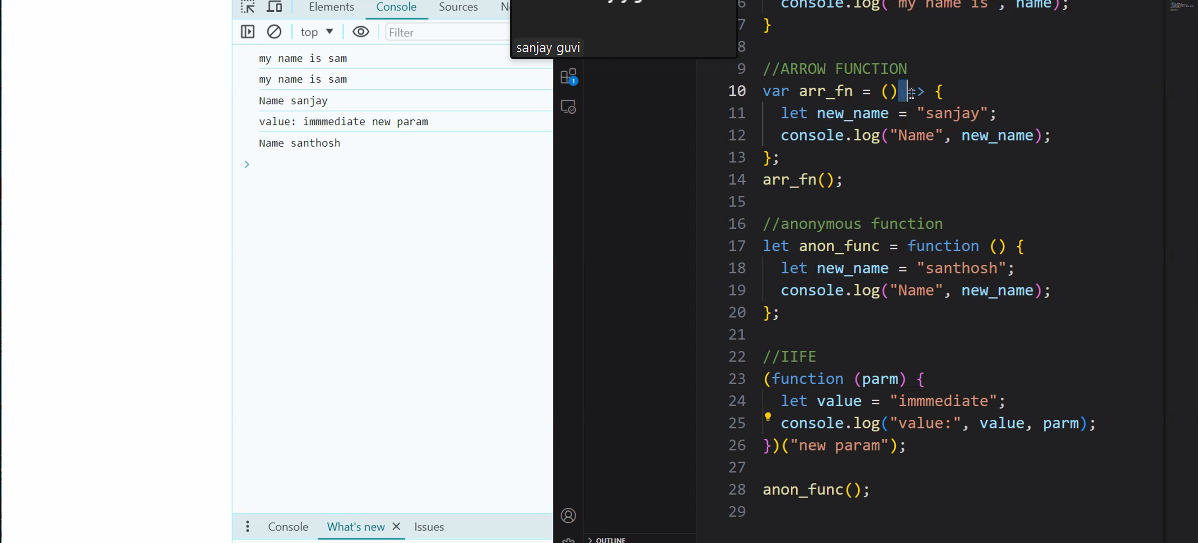 Elements Console Sources N
top
Filter
my name is sam
my name is sam
Name sanjay
value: immmediate new param
Name santhosh
>
Console What's new × Issues
sanjay guvi
1
OUTLINE
6 console.log("my name is", name);
7 }
8
9 //ARROW FUNCTION
10 var arr_fn = () => {
11 let new_name = "sanjay";
12 console.log("Name", new_name);
13 };
14 arr_fn();
15
16 //anonymous function
17 let anon_func = function () {
18 let new_name = "santhosh";
19 console.log("Name", new_name);
20 };
21
22 //IIFE
23 (function (parm) {
24 let value = "immmediate";
25 console.log("value:", value, parm);
26 })("new param");
27
28 anon_func();
29